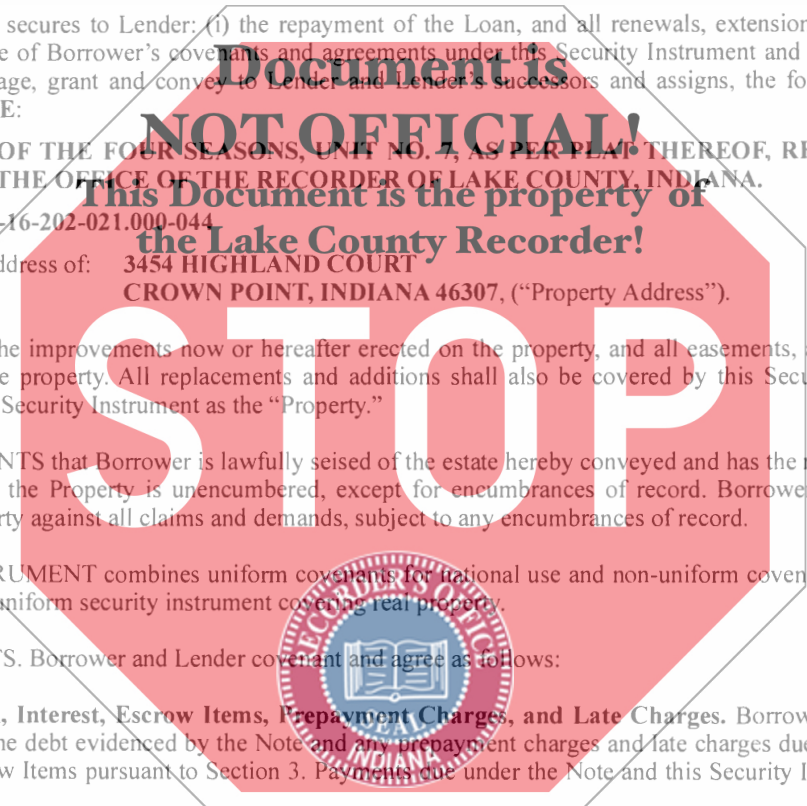 secures to Lender: (i) the repayment of the Loan, and all renewals, extension
e of Borrower's covenants and agreements under this Security Instrument and
age, grant and convey to Lender and Lender's successors and assigns, the fo
E:
Document is
NOT OFFICIAL!
This Document is the property of
the Lake County Recorder!
OF THE FOUR SEASONS, UNIT NO. 7, AS PER PLAT THEREOF, RE
THE OFFICE OF THE RECORDER OF LAKE COUNTY, INDIANA.
-16-202-021.000-044
ddress of: 3454 HIGHLAND COURT
CROWN POINT, INDIANA 46307, (“Property Address”).
STOP
he improvements now or hereafter erected on the property, and all easements,
e property. All replacements and additions shall also be covered by this Secu
Security Instrument as the “Property.”
NTS that Borrower is lawfully seised of the estate hereby conveyed and has the
the Property is unencumbered, except for encumbrances of record. Borrowe
rty against all claims and demands, subject to any encumbrances of record.
RUMENT combines uniform covenants for national use and non-uniform coven
uniform security instrument covering real property.
TS. Borrower and Lender covenant and agree as follows:
, Interest, Escrow Items, Prepayment Charges, and Late Charges. Borrow
he debt evidenced by the Note and any prepayment charges and late charges du
w Items pursuant to Section 3. Payments due under the Note and this Security I
RECORDER'S OFFICE
SEAL
INDIANA